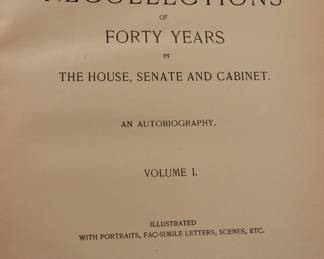 RECOLLECTIONS
OF
FORTY YEARS
IN
THE HOUSE, SENATE AND CABINET.
AN AUTOBIOGRAPHY.
VOLUME I.
ILLUSTRATED
WITH PORTRAITS, FAC-SIMILE LETTERS, SCENES, ETC.